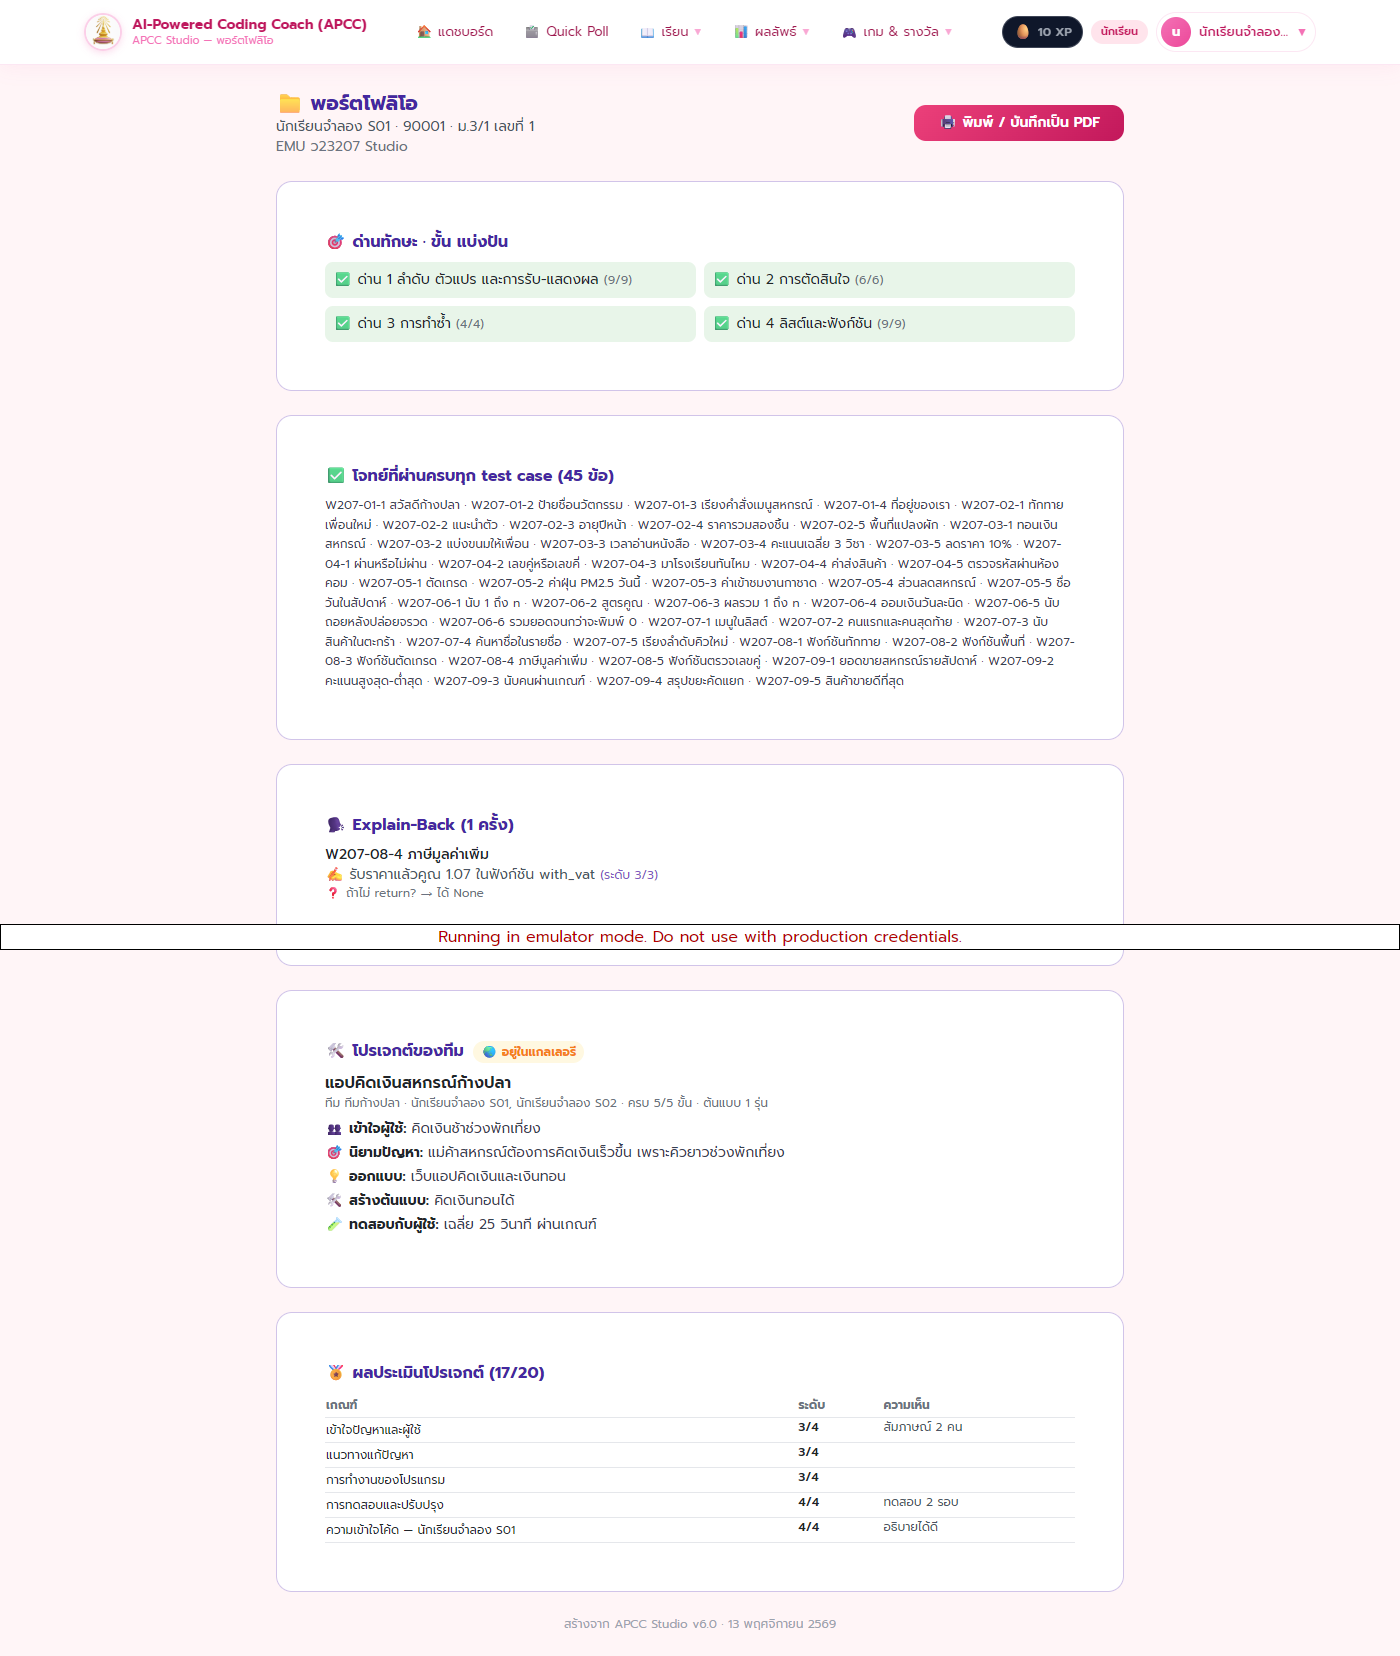 AI-Powered Coding Coach (APCC)
APCC Studio — พอร์ตโฟลิโอ
แดชบอร์ด
Quick Poll
เรียน ▼
ผลลัพธ์ ▼
เกม & รางวัล ▼
10 XP
นักเรียน
น
นักเรียนจำลอง... ▼
พอร์ตโฟลิโอ
นักเรียนจำลอง S01 · 90001 · ม.3/1 เลขที่ 1
EMU ว23207 Studio
พิมพ์ / บันทึกเป็น PDF
ด่านทักษะ · ขั้น แบ่งปัน
ด่าน 1 ลำดับ ตัวแปร และการรับ-แสดงผล (9/9)
ด่าน 2 การตัดสินใจ (6/6)
ด่าน 3 การทำซ้ำ (4/4)
ด่าน 4 ลิสต์และฟังก์ชัน (9/9)
โจทย์ที่ผ่านครบทุก test case (45 ข้อ)
W207-01-1 สวัสดีก้างปลา · W207-01-2 ป้ายชื่อนวัตกรรม · W207-01-3 เรียงคำสั่งเมนูสหกรณ์ · W207-01-4 ที่อยู่ของเรา · W207-02-1 ทักทาย
เพื่อนใหม่ · W207-02-2 แนะนำตัว · W207-02-3 อายุปีหน้า · W207-02-4 ราคารวมสองชิ้น · W207-02-5 พื้นที่แปลงผัก · W207-03-1 ทอนเงิน
สหกรณ์ · W207-03-2 แบ่งขนมให้เพื่อน · W207-03-3 เวลาอ่านหนังสือ · W207-03-4 คะแนนเฉลี่ย 3 วิชา · W207-03-5 ลดราคา 10% · W207-
04-1 ผ่านหรือไม่ผ่าน · W207-04-2 เลขคู่หรือเลขคี่ · W207-04-3 มาโรงเรียนทันไหม · W207-04-4 ค่าส่งสินค้า · W207-04-5 ตรวจรหัสผ่านห้อง
คอม · W207-05-1 ตัดเกรด · W207-05-2 ค่าฝุ่น PM2.5 วันนี้ · W207-05-3 ค่าเข้าชมงานกาชาด · W207-05-4 ส่วนลดสหกรณ์ · W207-05-5 ชื่อ
วันในสัปดาห์ · W207-06-1 นับ 1 ถึง n · W207-06-2 สูตรคูณ · W207-06-3 ผลรวม 1 ถึง n · W207-06-4 ออมเงินวันละนิด · W207-06-5 นับ
ถอยหลังปล่อยจรวด · W207-06-6 รวมยอดจนกว่าจะพิมพ์ 0 · W207-07-1 เมนูในลิสต์ · W207-07-2 คนแรกและคนสุดท้าย · W207-07-3 นับ
สินค้าในตะกร้า · W207-07-4 ค้นหาชื่อในรายชื่อ · W207-07-5 เรียงลำดับคิวใหม่ · W207-08-1 ฟังก์ชันทักทาย · W207-08-2 ฟังก์ชันพื้นที่ · W207-
08-3 ฟังก์ชันตัดเกรด · W207-08-4 ภาษีมูลค่าเพิ่ม · W207-08-5 ฟังก์ชันตรวจเลขคู่ · W207-09-1 ยอดขายสหกรณ์รายสัปดาห์ · W207-09-2
คะแนนสูงสุด-ต่ำสุด · W207-09-3 นับคนผ่านเกณฑ์ · W207-09-4 สรุปขยะคัดแยก · W207-09-5 สินค้าขายดีที่สุด
Explain-Back (1 ครั้ง)
W207-08-4 ภาษีมูลค่าเพิ่ม
รับราคาแล้วคูณ 1.07 ในฟังก์ชัน with_vat (ระดับ 3/3)
❓ ถ้าไม่ return? → ได้ None
Running in emulator mode. Do not use with production credentials.
โปรเจกต์ของทีม อยู่ในแกลเลอรี
แอปคิดเงินสหกรณ์ก้างปลา
ทีม ทีมก้างปลา · นักเรียนจำลอง S01, นักเรียนจำลอง S02 · ครบ 5/5 ขั้น · ต้นแบบ 1 รุ่น
เข้าใจผู้ใช้: คิดเงินช้าช่วงพักเที่ยง
นิยามปัญหา: แม่ค้าสหกรณ์ต้องการคิดเงินเร็วขึ้น เพราะคิวยาวช่วงพักเที่ยง
ออกแบบ: เว็บแอปคิดเงินและเงินทอน
สร้างต้นแบบ: คิดเงินทอนได้
ทดสอบกับผู้ใช้: เฉลี่ย 25 วินาที ผ่านเกณฑ์
ผลประเมินโปรเจกต์ (17/20)
เกณฑ์ ระดับ ความเห็น
เข้าใจปัญหาและผู้ใช้ 3/4 สัมภาษณ์ 2 คน
แนวทางแก้ปัญหา 3/4
การทำงานของโปรแกรม 3/4
การทดสอบและปรับปรุง 4/4 ทดสอบ 2 รอบ
ความเข้าใจโค้ด — นักเรียนจำลอง S01 4/4 อธิบายได้ดี
สร้างจาก APCC Studio v6.0 · 13 พฤศจิกายน 2569